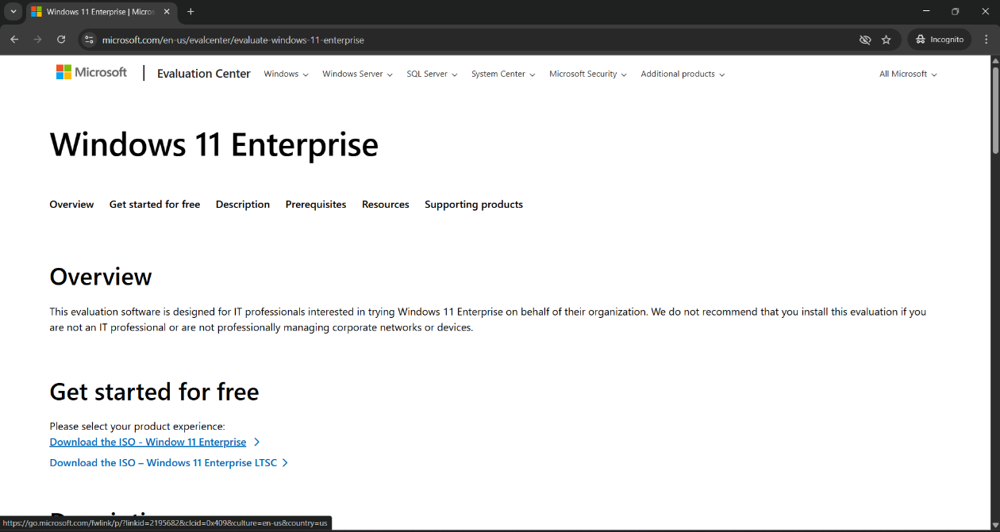 Windows 11 Enterprise | Micros
microsoft.com/en-us/evalcenter/evaluate-windows-11-enterprise
Incognito
Microsoft
Evaluation Center
Windows
Windows Server
SQL Server
System Center
Microsoft Security
Additional products
All Microsoft
Windows 11 Enterprise
Overview
Get started for free
Description
Prerequisites
Resources
Supporting products
Overview
This evaluation software is designed for IT professionals interested in trying Windows 11 Enterprise on behalf of their organization. We do not recommend that you install this evaluation if you
are not an IT professional or are not professionally managing corporate networks or devices.
Get started for free
Please select your product experience:
Download the ISO - Window 11 Enterprise
Download the ISO – Windows 11 Enterprise LTSC
https://go.microsoft.com/fwlink/p/?linkid=2195682&clcid=0x409&culture=en-us&country=us